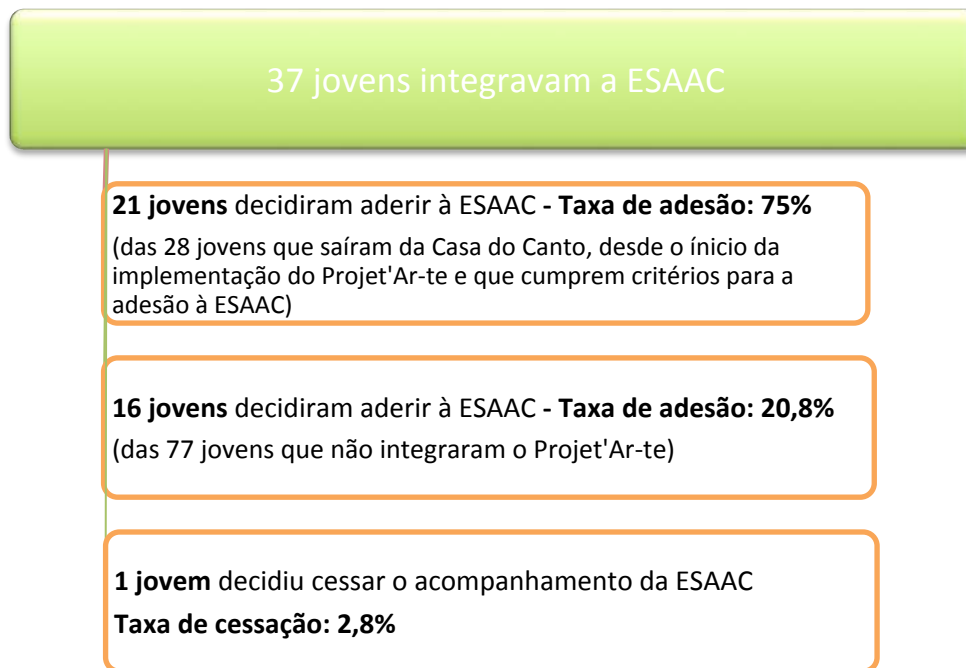 37 jovens integravam a ESAAC
21 jovens decidiram aderir à ESAAC - Taxa de adesão: 75%
(das 28 jovens que saíram da Casa do Canto, desde o ínicio da
implementação do Projet'Ar-te e que cumprem critérios para a
adesão à ESAAC)
16 jovens decidiram aderir à ESAAC - Taxa de adesão: 20,8%
(das 77 jovens que não integraram o Projet'Ar-te)
1 jovem decidiu cessar o acompanhamento da ESAAC
Taxa de cessação: 2,8%